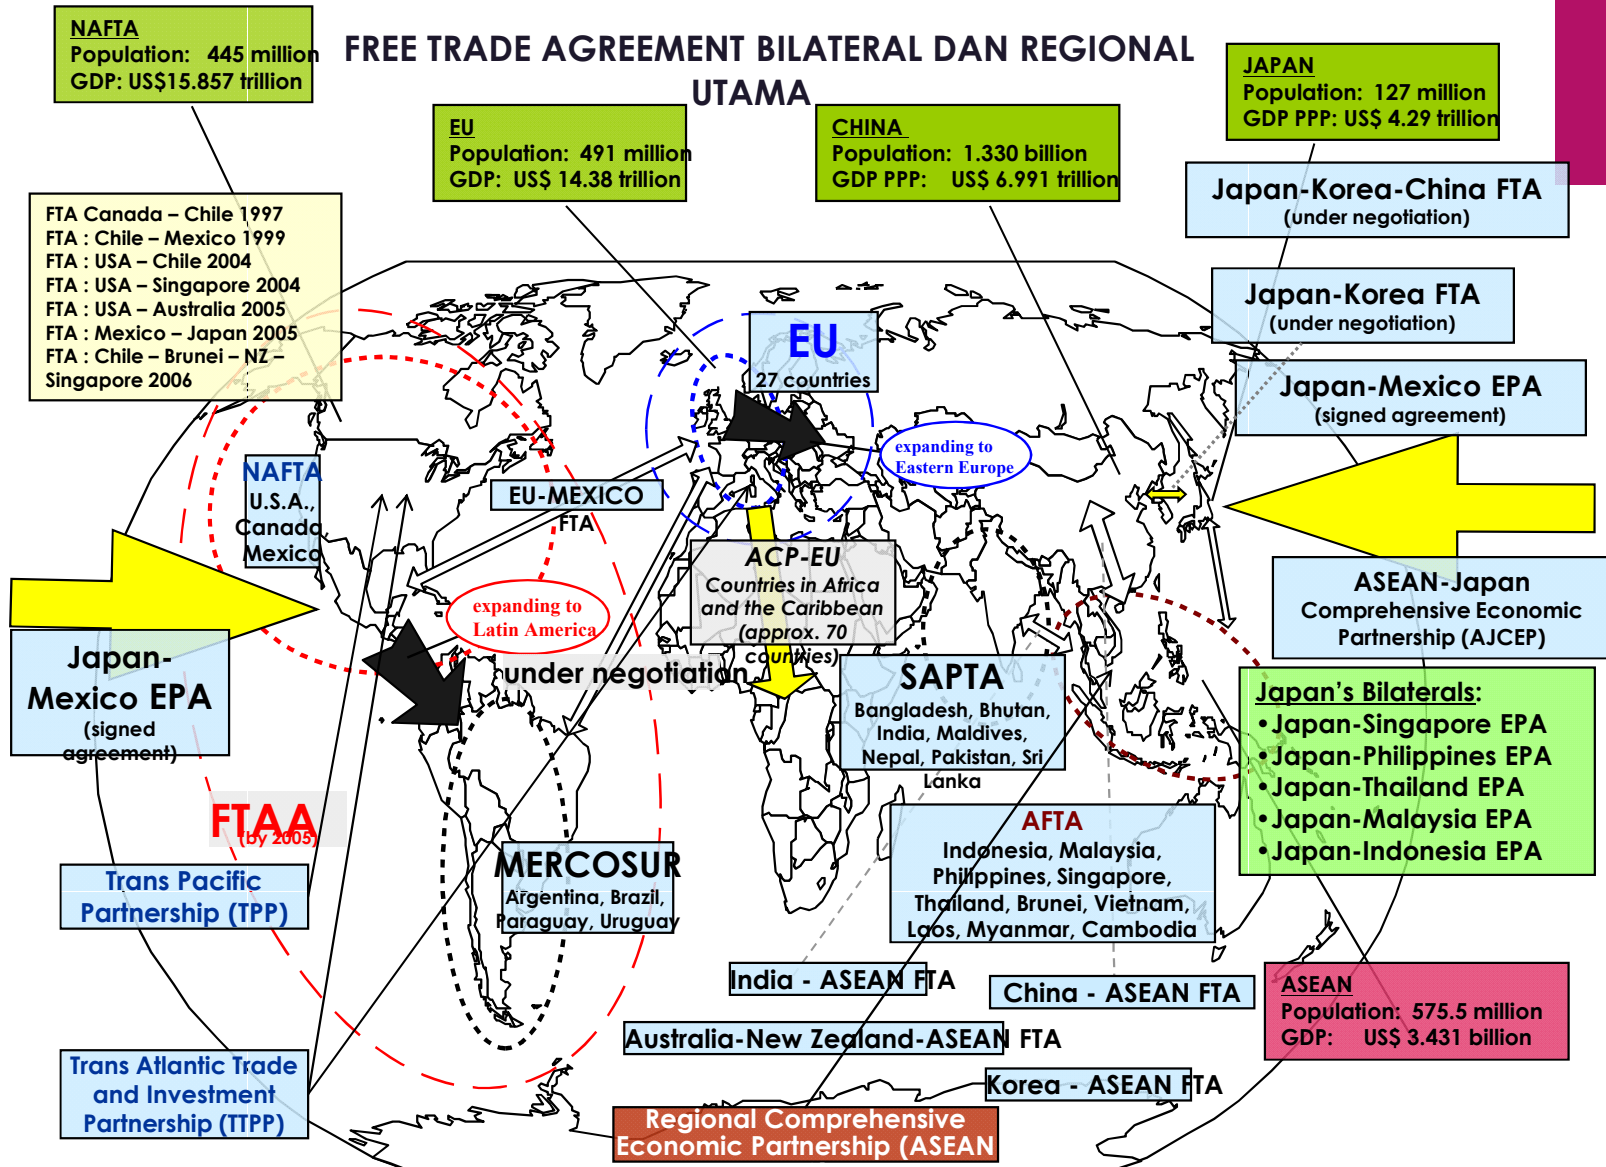 FREE TRADE AGREEMENT BILATERAL DAN REGIONAL
UTAMA
NAFTA
Population: 445 million
GDP: US$15.857 trillion
EU
Population: 491 million
GDP: US$ 14.38 trillion
CHINA
Population: 1.330 billion
GDP PPP: US$ 6.991 trillion
JAPAN
Population: 127 million
GDP PPP: US$ 4.29 trillion
FTA Canada – Chile 1997
FTA : Chile – Mexico 1999
FTA : USA – Chile 2004
FTA : USA – Singapore 2004
FTA : USA – Australia 2005
FTA : Mexico – Japan 2005
FTA : Chile – Brunei – NZ –
Singapore 2006
Japan-Korea-China FTA
(under negotiation)
Japan-Korea FTA
(under negotiation)
Japan-Mexico EPA
(signed agreement)
EU
27 countries
expanding to
Eastern Europe
NAFTA
U.S.A.,
Canada
Mexico
EU-MEXICO
FTA
ACP-EU
Countries in Africa
and the Caribbean
(approx. 70
countries)
expanding to
Latin America
under negotiation
ASEAN-Japan
Comprehensive Economic
Partnership (AJCEP)
Japan-
Mexico EPA
(signed
agreement)
SAPTA
Bangladesh, Bhutan,
India, Maldives,
Nepal, Pakistan, Sri
Lanka
Japan's Bilaterals:
•Japan-Singapore EPA
•Japan-Philippines EPA
•Japan-Thailand EPA
•Japan-Malaysia EPA
•Japan-Indonesia EPA
FTAA
(by 2005)
MERCOSUR
Argentina, Brazil,
Paraguay, Uruguay
AFTA
Indonesia, Malaysia,
Philippines, Singapore,
Thailand, Brunei, Vietnam,
Laos, Myanmar, Cambodia
Trans Pacific
Partnership (TPP)
India - ASEAN FTA
China - ASEAN FTA
ASEAN
Population: 575.5 million
GDP: US$ 3.431 billion
Australia-New Zealand-ASEAN FTA
Trans Atlantic Trade
and Investment
Partnership (TTPP)
Korea - ASEAN FTA
Regional Comprehensive
Economic Partnership (ASEAN